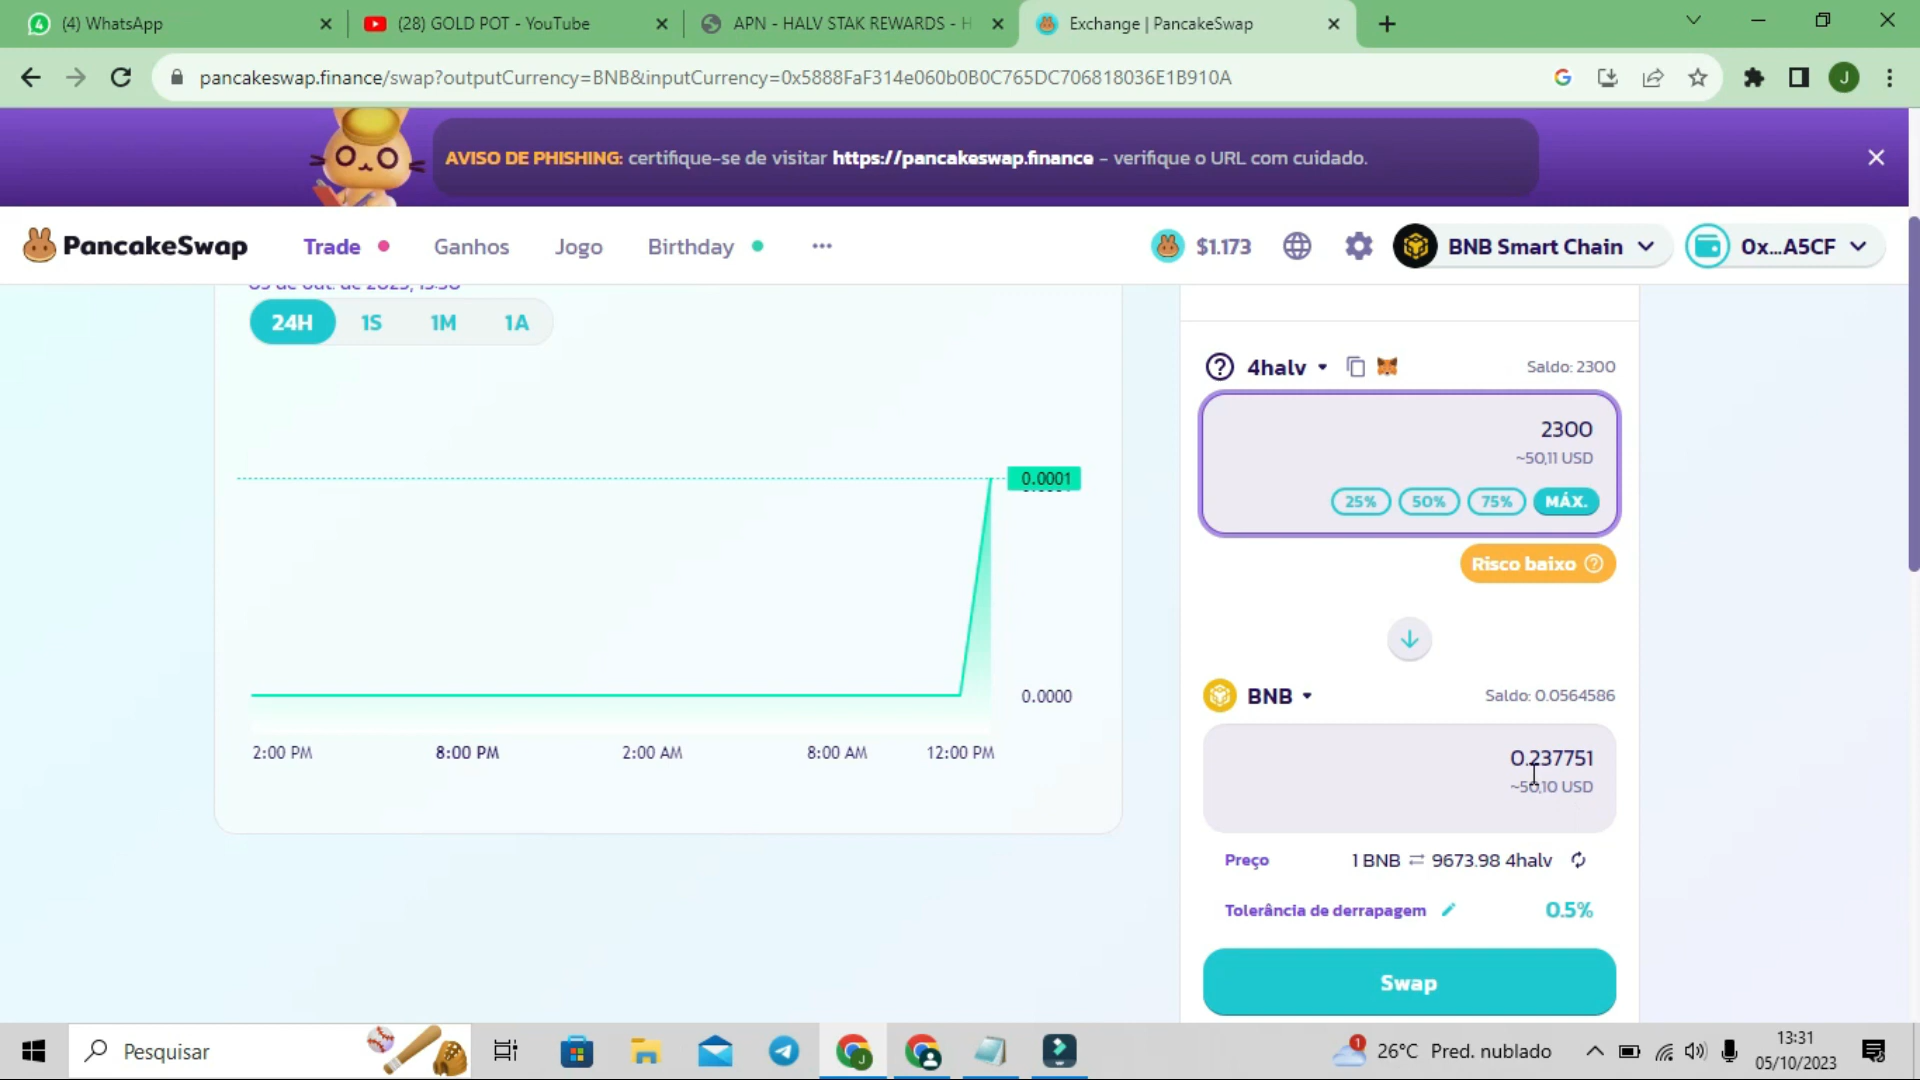 (4) WhatsApp
(28) GOLD POT - YouTube
APN - HALV STAK REWARDS - H
Exchange | PancakeSwap
pancakeswap.finance/swap?outputCurrency=BNB&inputCurrency=0x5888FaF314e060b0B0C765DC706818036E1B910A
J
AVISO DE PHISHING: certifique-se de visitar https://pancakeswap.finance - verifique o URL com cuidado.
PancakeSwap
Trade
Ganhos
Jogo
Birthday
$1.173
BNB Smart Chain
0x...A5CF
24H
1S
1M
1A
0.0001
0.0000
2:00 PM
8:00 PM
2:00 AM
8:00 AM
12:00 PM
4halv
Saldo: 2300
2300
~50,11 USD
25%
50%
75%
MÁX.
Risco baixo
BNB
Saldo: 0.0564586
0.237751
~50,10 USD
Preço
1 BNB ⇌ 9673.98 4halv
Tolerância de derrapagem
0.5%
Swap
Pesquisar
1
26°C Pred. nublado
13:31
05/10/2023